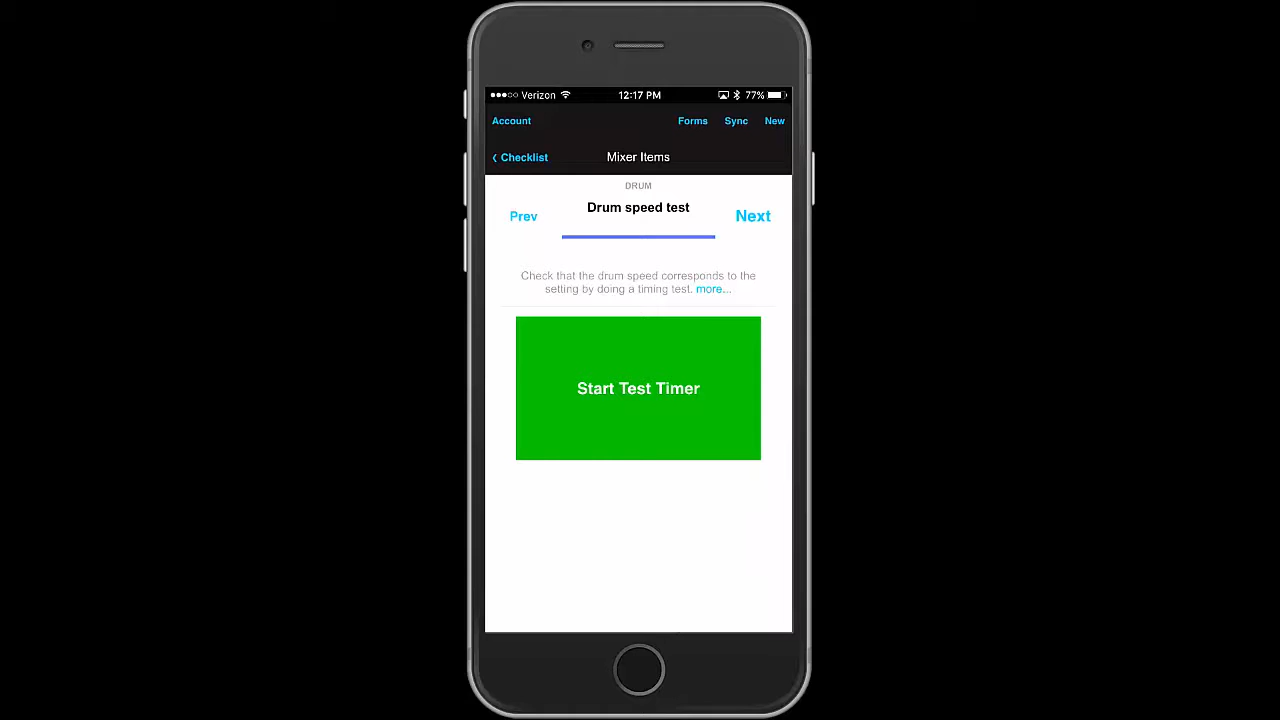 Verizon 12:17 PM 77%
Account Forms Sync New
Checklist Mixer Items
DRUM
Prev Drum speed test Next
Check that the drum speed corresponds to the
setting by doing a timing test. more...
Start Test Timer